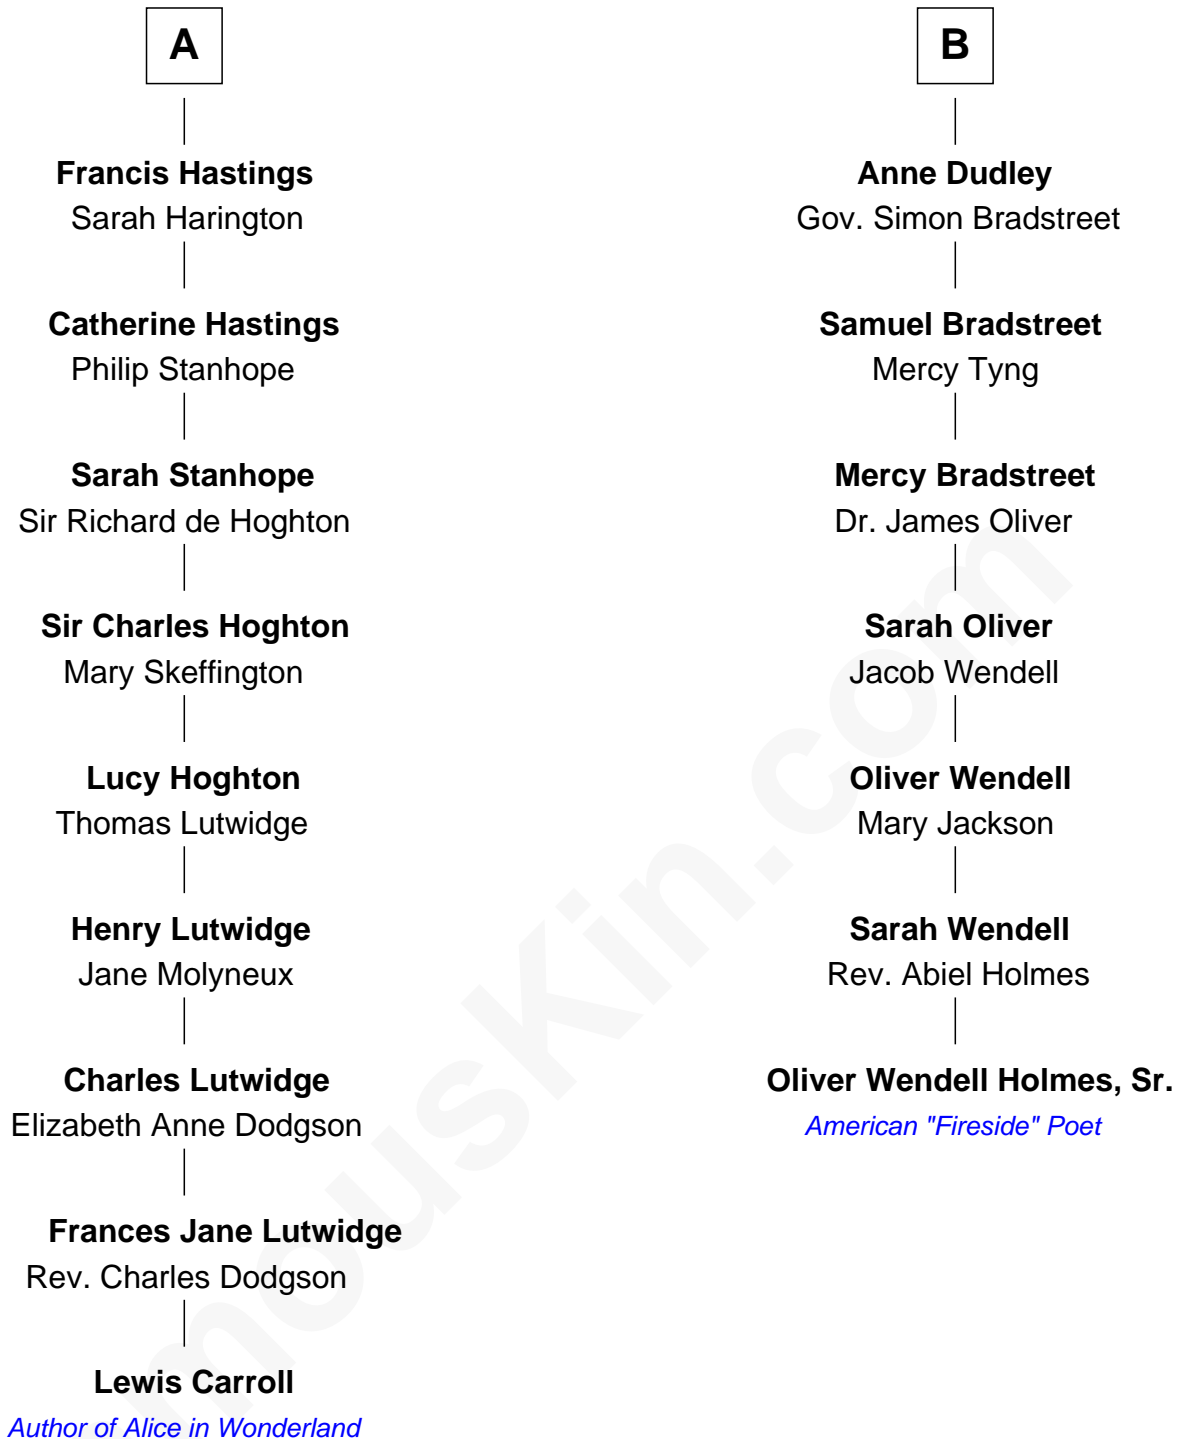 A
Francis Hastings
Sarah Harington
Catherine Hastings
Philip Stanhope
Sarah Stanhope
Sir Richard de Hoghton
Sir Charles Hoghton
Mary Skeffington
Lucy Hoghton
Thomas Lutwidge
Henry Lutwidge
Jane Molyneux
Charles Lutwidge
Elizabeth Anne Dodgson
Frances Jane Lutwidge
Rev. Charles Dodgson
Lewis Carroll
Author of Alice in Wonderland
B
Anne Dudley
Gov. Simon Bradstreet
Samuel Bradstreet
Mercy Tyng
Mercy Bradstreet
Dr. James Oliver
Sarah Oliver
Jacob Wendell
Oliver Wendell
Mary Jackson
Sarah Wendell
Rev. Abiel Holmes
Oliver Wendell Holmes, Sr.
American "Fireside" Poet
mousKin.com